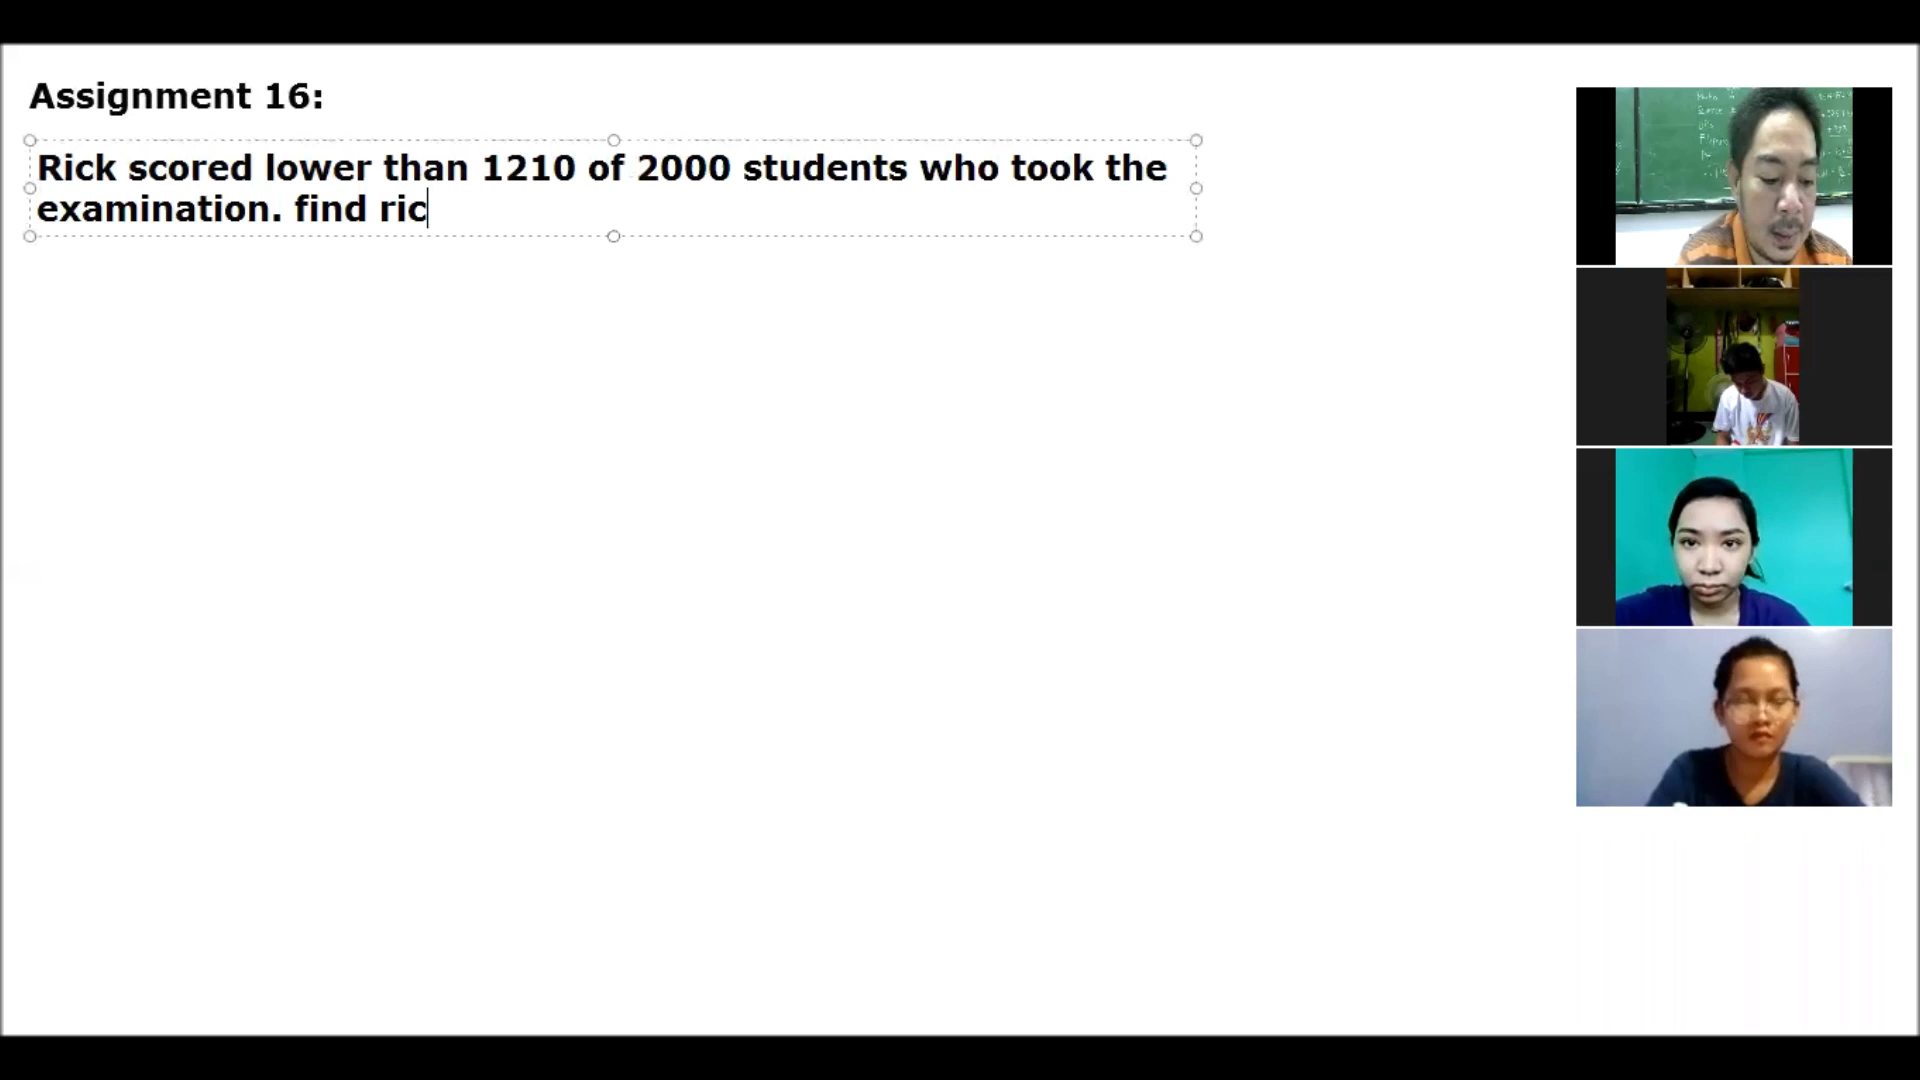 Assignment 16:
Rick scored lower than 1210 of 2000 students who took the
examination. find ric